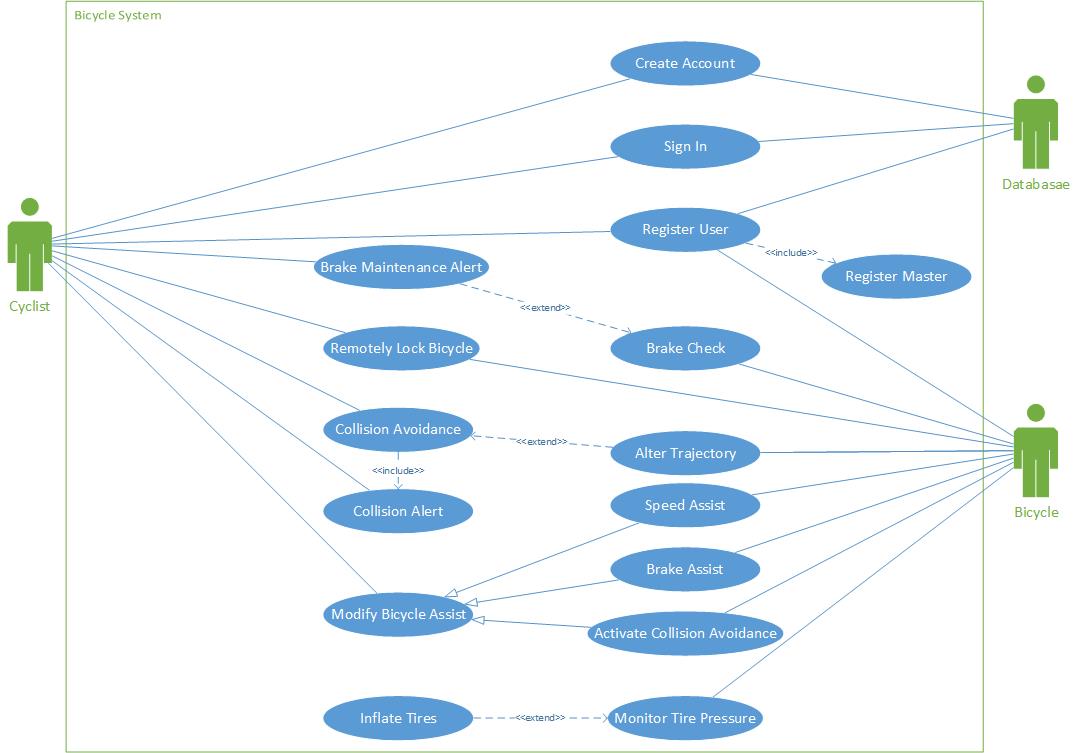 Bicycle System
Create Account
Sign In
Databasae
Register User
<<include>>
Register Master
Cyclist
Brake Maintenance Alert
<<extend>>
Remotely Lock Bicycle
Brake Check
Collision Avoidance
<<extend>>
Alter Trajectory
<<include>>
Speed Assist
Collision Alert
Bicycle
Brake Assist
Modify Bicycle Assist
Activate Collision Avoidance
Inflate Tires
<<extend>>
Monitor Tire Pressure